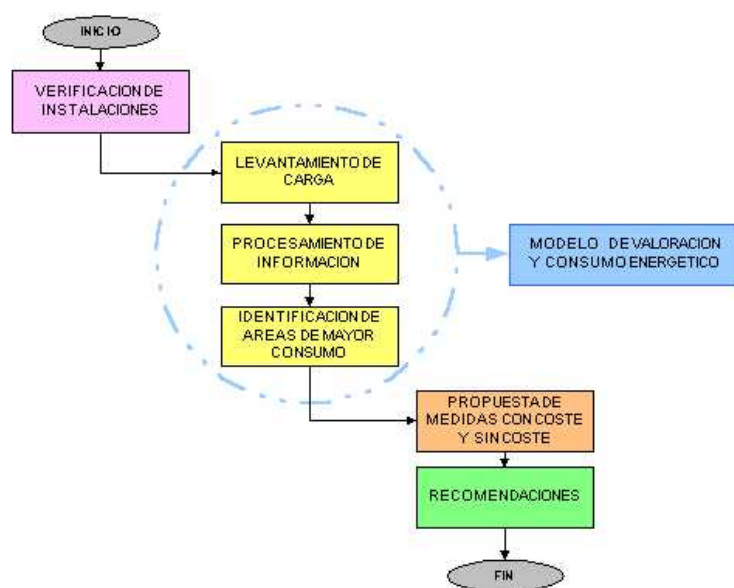 INICIO
VERIFICACION DE
INSTALACIONES
LEVANTAMIENTO DE
CARGA
PROCESAMIENTO DE
INFORMACION
MODELO DE VALORACION
Y CONSUMO ENERGETICO
IDENTIFICACION DE
AREAS DE MAYOR
CONSUMO
PROPUESTA DE
MEDIDAS CON COSTE
Y SIN COSTE
RECOMENDACIONES
FIN